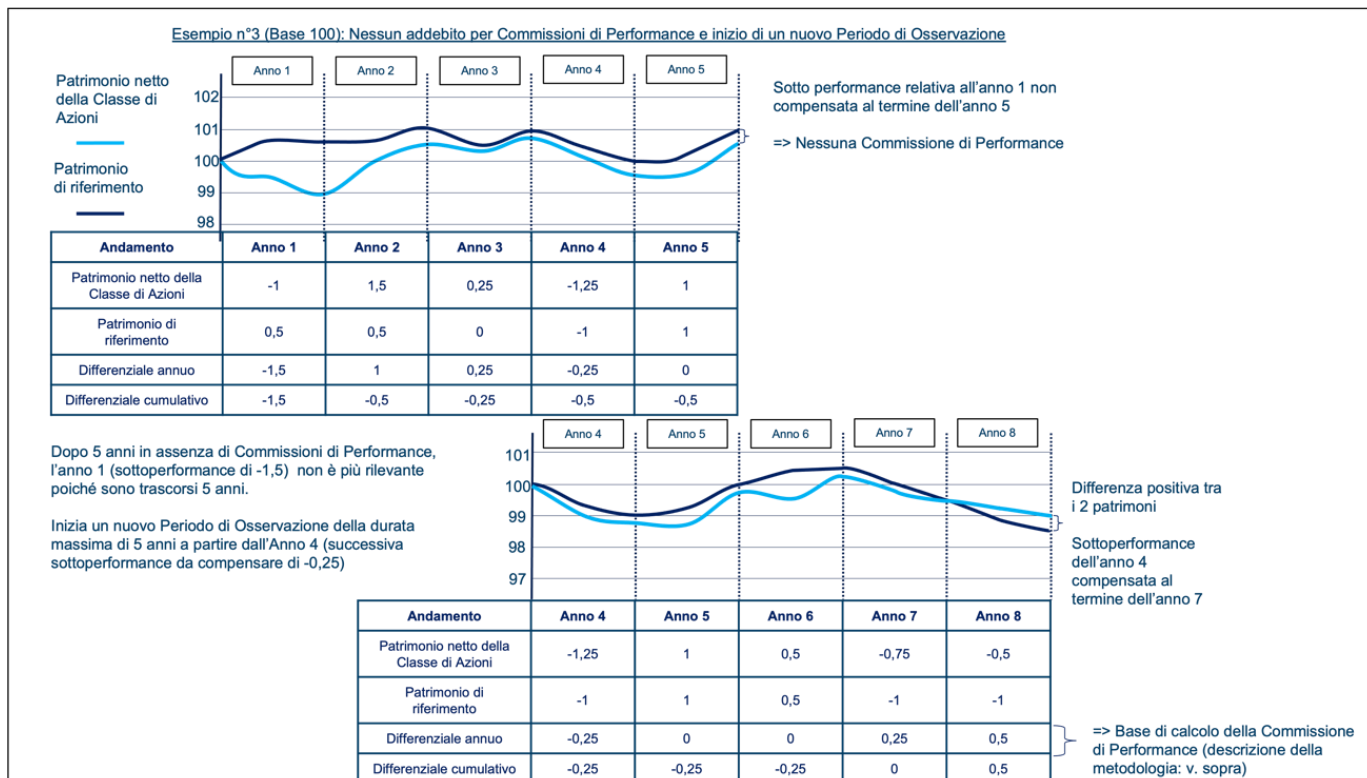 Esempio n°3 (Base 100): Nessun addebito per Commissioni di Performance e inizio di un nuovo Periodo di Osservazione
Patrimonio netto
della Classe di
Azioni
Patrimonio
di riferimento
Anno 1 Anno 2 Anno 3 Anno 4 Anno 5
102
101
100
99
98
Sotto performance relativa all'anno 1 non
compensata al termine dell'anno 5
=> Nessuna Commissione di Performance
Andamento Anno 1 Anno 2 Anno 3 Anno 4 Anno 5
Patrimonio netto della
Classe di Azioni -1 1,5 0,25 -1,25 1
Patrimonio di
riferimento 0,5 0,5 0 -1 1
Differenziale annuo -1,5 1 0,25 -0,25 0
Differenziale cumulativo -1,5 -0,5 -0,25 -0,5 -0,5
Dopo 5 anni in assenza di Commissioni di Performance,
l'anno 1 (sottoperformance di -1,5) non è più rilevante
poiché sono trascorsi 5 anni.
Inizia un nuovo Periodo di Osservazione della durata
massima di 5 anni a partire dall'Anno 4 (successiva
sottoperformance da compensare di -0,25)
Anno 4 Anno 5 Anno 6 Anno 7 Anno 8
101
100
99
98
97
Differenza positiva tra
i 2 patrimoni
Sottoperformance
dell'anno 4
compensata al
termine dell'anno 7
Andamento Anno 4 Anno 5 Anno 6 Anno 7 Anno 8
Patrimonio netto della
Classe di Azioni -1,25 1 0,5 -0,75 -0,5
Patrimonio di
riferimento -1 1 0,5 -1 -1
Differenziale annuo -0,25 0 0 0,25 0,5
Differenziale cumulativo -0,25 -0,25 -0,25 0 0,5
=> Base di calcolo della Commissione
di Performance (descrizione della
metodologia: v. sopra)